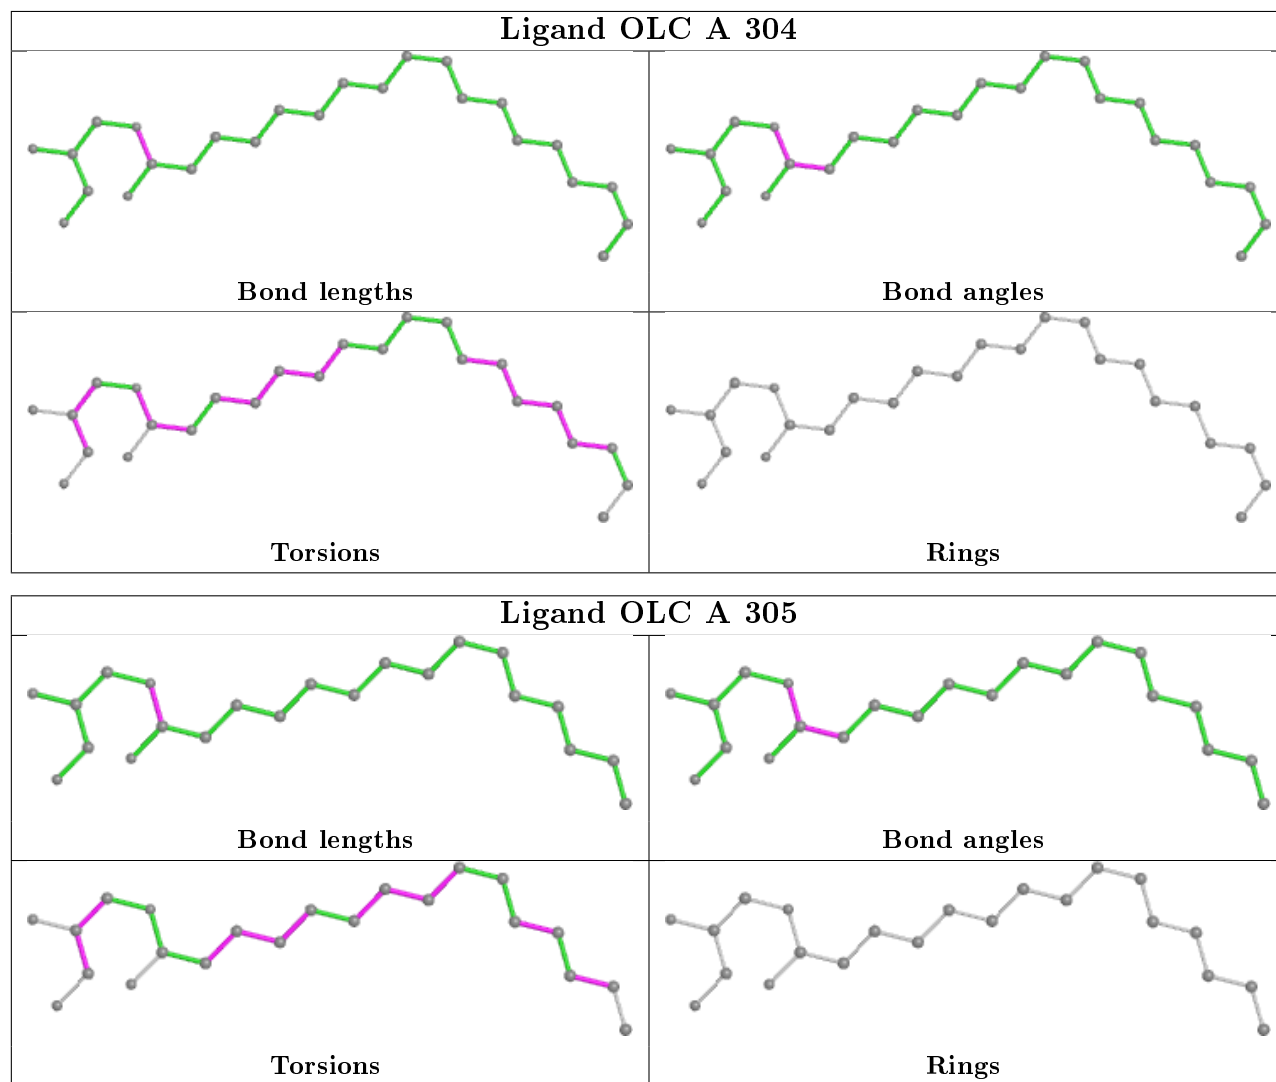 Ligand OLC A 304
Bond lengths
Bond angles
Torsions
Rings
Ligand OLC A 305
Bond lengths
Bond angles
Torsions
Rings